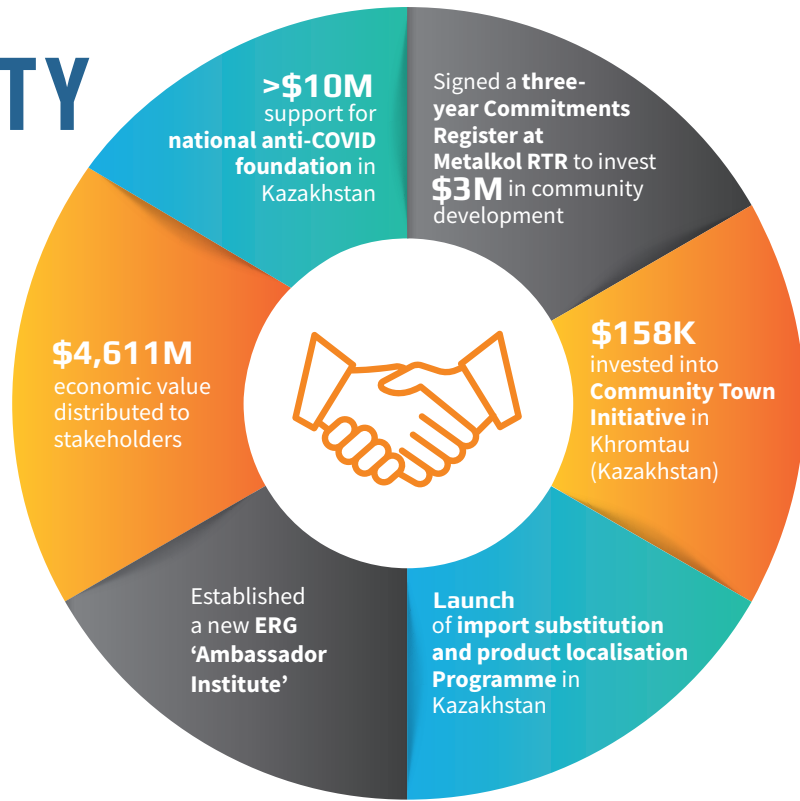 TY
>$10M
support for
national anti-COVID
foundation in
Kazakhstan
Signed a three-
year Commitments
Register at
Metalkol RTR to invest
$3M in community
development
$158K
invested into
Community Town
Initiative in
Khromtau
(Kazakhstan)
Launch
of import substitution
and product localisation
Programme in
Kazakhstan
Established
a new ERG
‘Ambassador
Institute’
$4,611M
economic value
distributed to
stakeholders